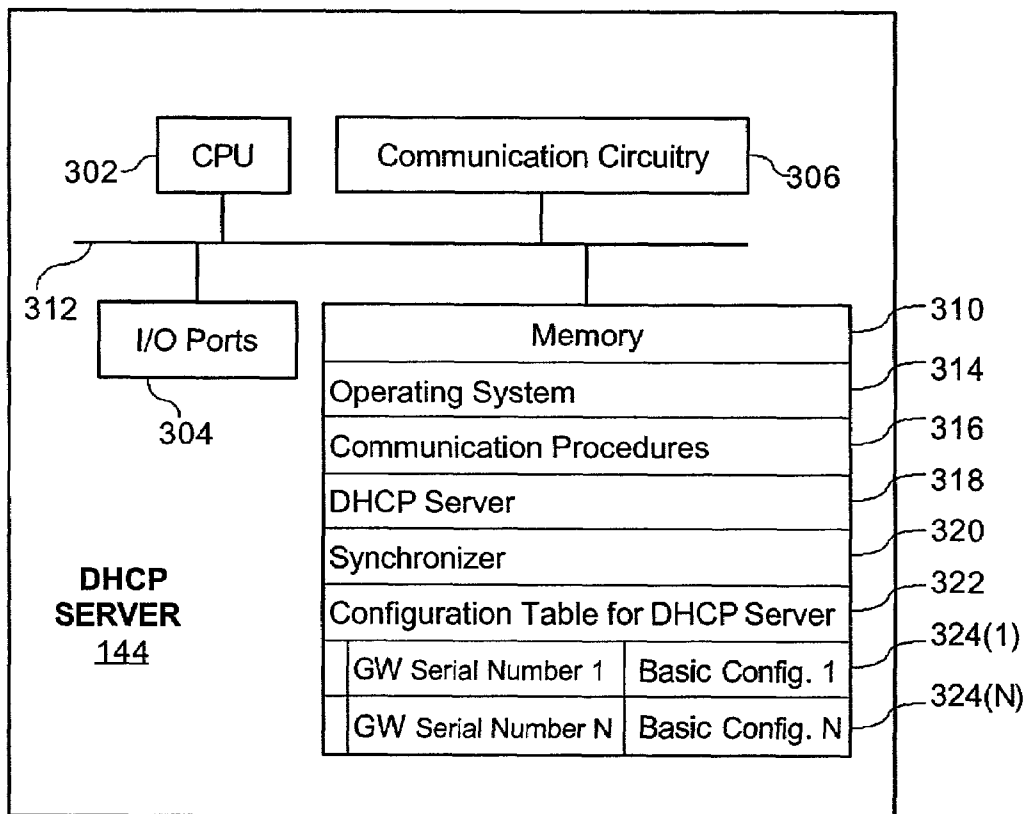 CPU
Communication Circuitry
302
306
312
I/O Ports
304
Memory
310
Operating System
314
Communication Procedures
316
DHCP Server
318
Synchronizer
320
Configuration Table for DHCP Server
322
GW Serial Number 1
Basic Config. 1
324(1)
GW Serial Number N
Basic Config. N
324(N)
DHCP
SERVER
144